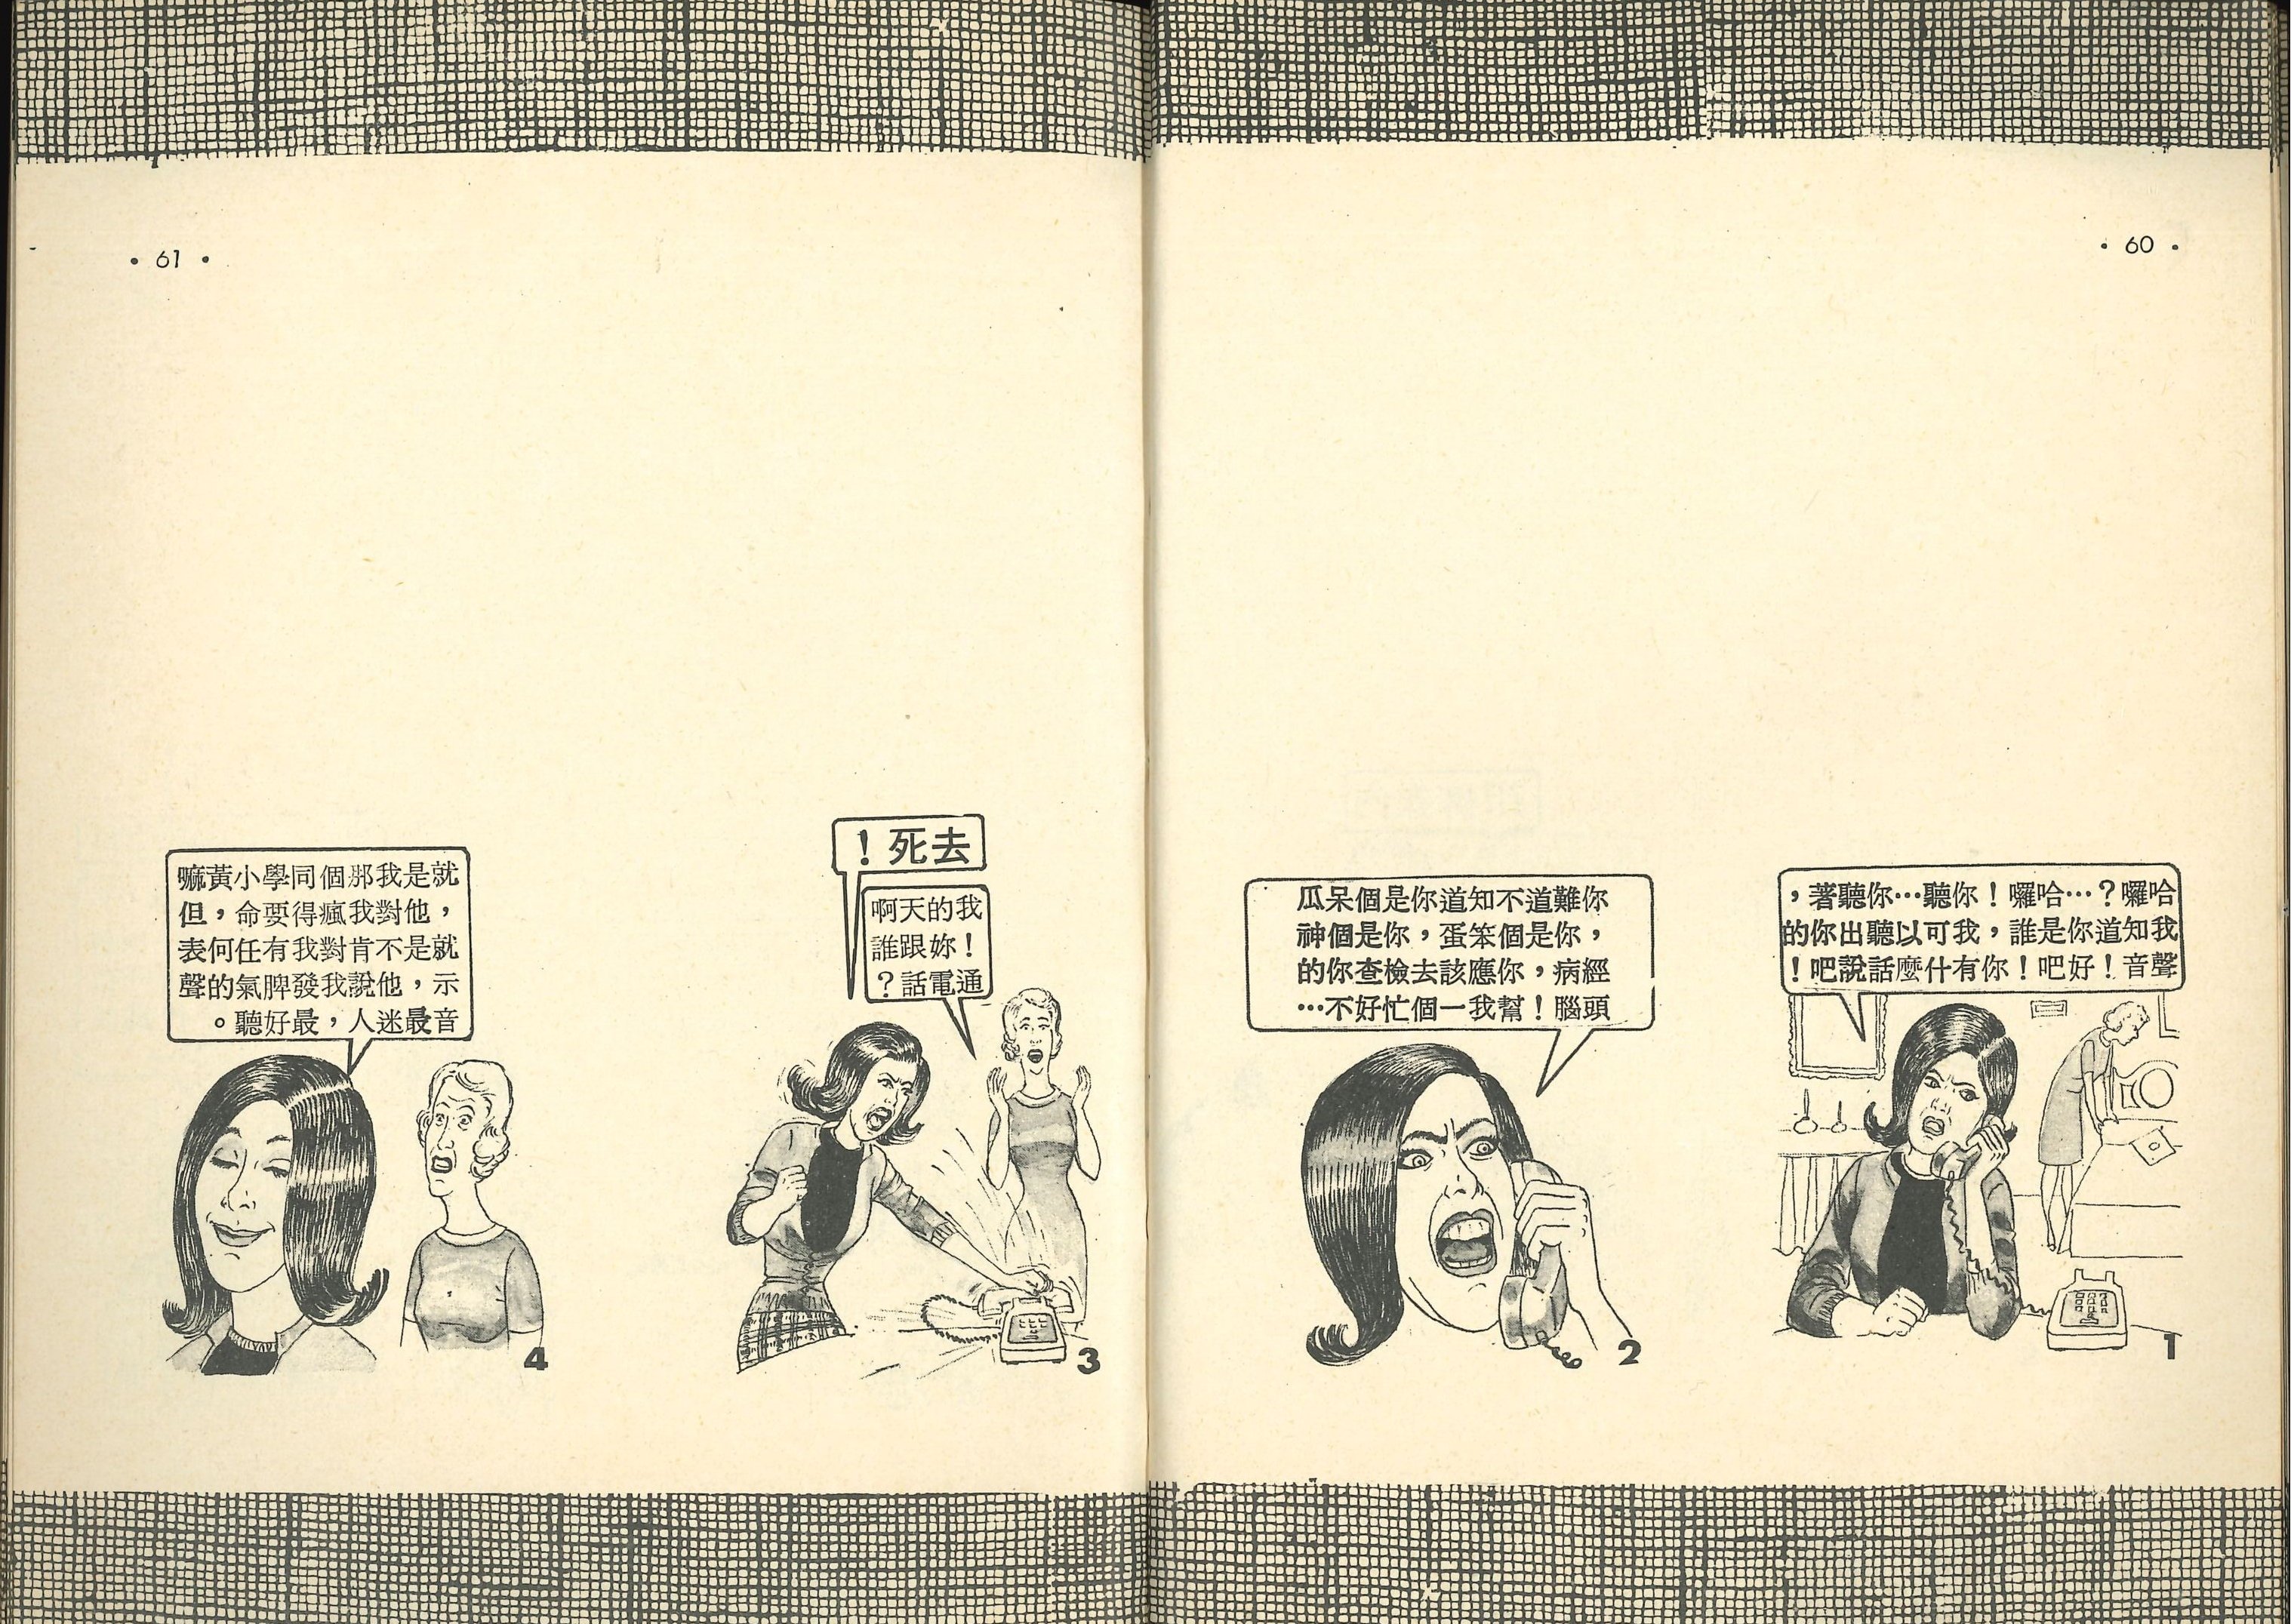 • 60 •
哈囉？…哈囉！你聽…你聽著，
我知道你是誰，我可以聽出你的
聲音！好吧！你有什麼話說吧！
1
你難道不知道你是個呆瓜
，你是個笨蛋，你是個神
經病，你應該去檢查你的
頭腦！幫我一個忙好不…
2
• 61 •
去死！
我的天啊
！妳跟誰
通電話？
3
就是我那個同學小黃嘛
，他對我瘋得要命，但
就是不肯對我有任何表
示，他說我發脾氣的聲
音最迷人，最好聽。
4